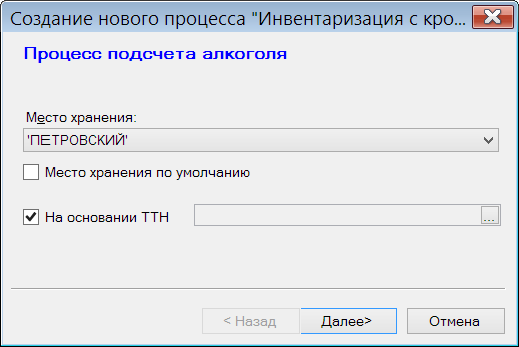 Создание нового процесса "Инвентаризация с кро...
Процесс подсчета алкоголя
Место хранения:
'ПЕТРОВСКИЙ'
Место хранения по умолчанию
На основании ТТН ...
< Назад Далее> Отмена